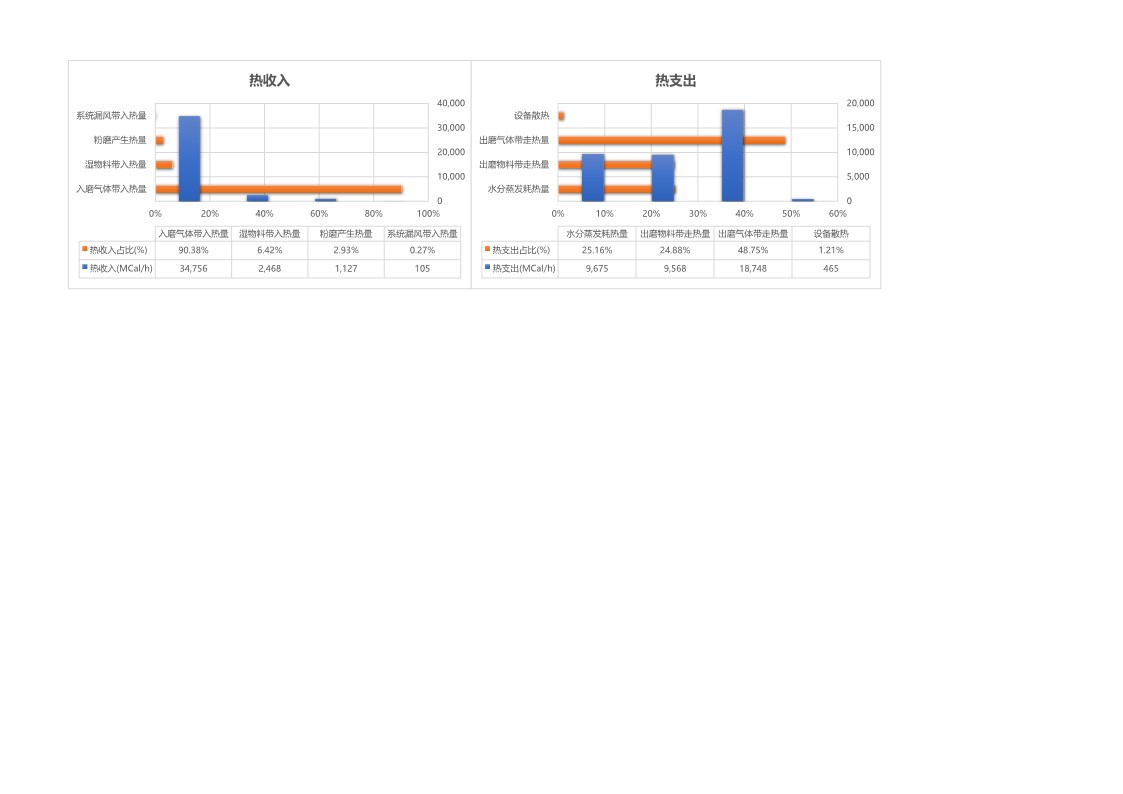 热收入
40,000
系统漏风带入热量
30,000
粉磨产生热量
20,000
湿物料带入热量
10,000
入磨气体带入热量
0
0% 20% 40% 60% 80% 100%
入磨气体带入热量 湿物料带入热量 粉磨产生热量 系统漏风带入热量
热收入占比(%) 90.38% 6.42% 2.93% 0.27%
热收入(MCal/h) 34,756 2,468 1,127 105
热支出
20,000
设备散热
15,000
出磨气体带走热量
10,000
出磨物料带走热量
5,000
水分蒸发耗热量
0
0% 10% 20% 30% 40% 50% 60%
水分蒸发耗热量 出磨物料带走热量 出磨气体带走热量 设备散热
热支出占比(%) 25.16% 24.88% 48.75% 1.21%
热支出(MCal/h) 9,675 9,568 18,748 465